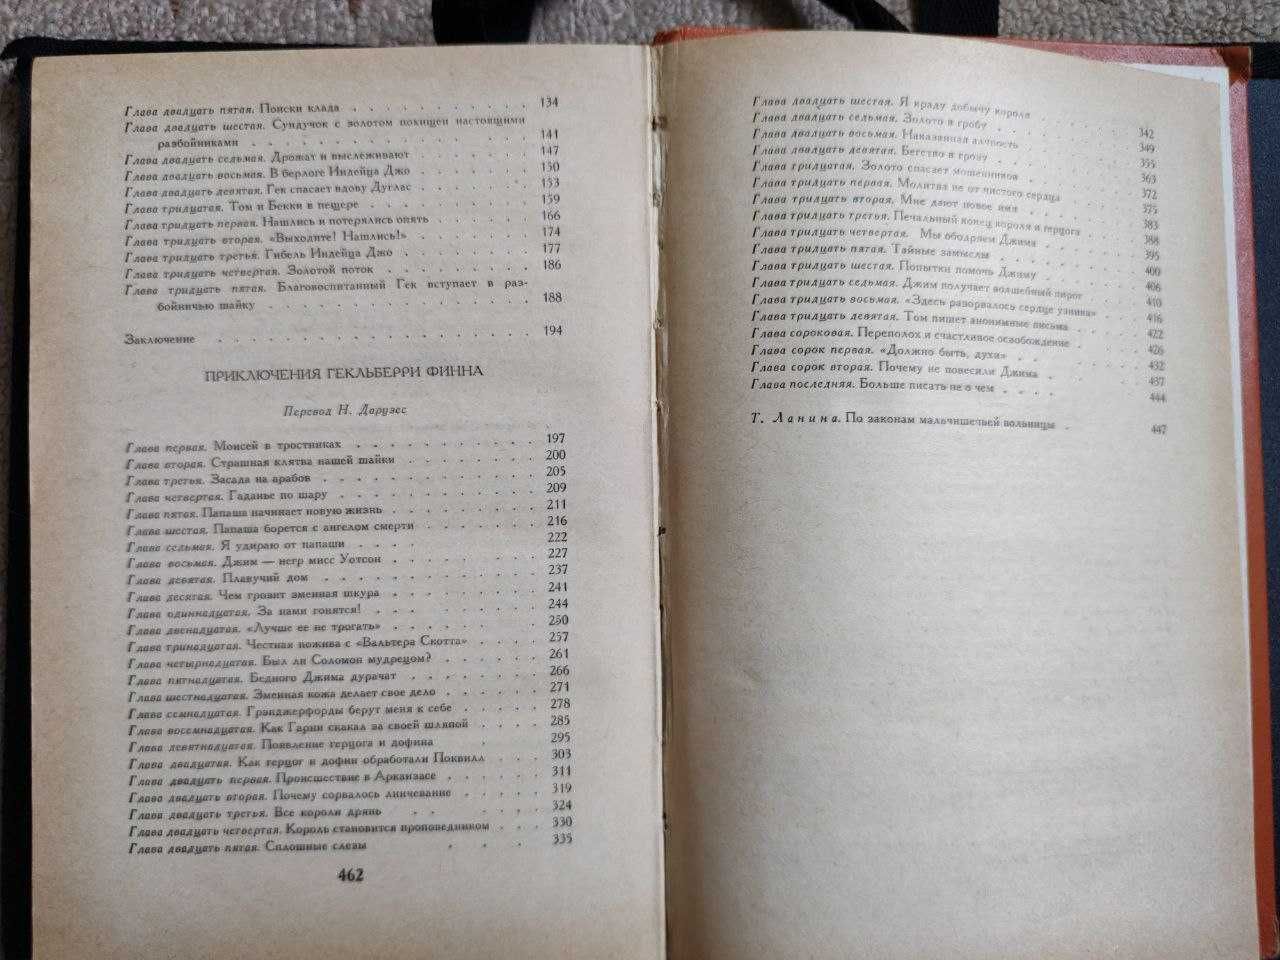 Глава двадцать пятая. Поиски клада . . . . . . . . . . . 134
Глава двадцать шестая. Сундучок с золотом похищен настоящими
разбойниками . . . . . . . . . . . . . . . 141
Глава двадцать седьмая. Дрожат и выслеживают . . . . . . . 147
Глава двадцать восьмая. В берлоге Индейца Джо . . . . . . . 150
Глава двадцать девятая. Гек спасает вдову Дуглас . . . . . . . 153
Глава тридцатая. Том и Бекки в пещере . . . . . . . . . . 159
Глава тридцать первая. Нашлись и потерялись опять . . . . . . 166
Глава тридцать вторая. «Выходите! Нашлись!» . . . . . . . . 174
Глава тридцать третья. Гибель Индейца Джо . . . . . . . . 177
Глава тридцать четвертая. Золотой поток . . . . . . . . . 186
Глава тридцать пятая. Благовоспитанный Гек вступает в раз-
бойничью шайку . . . . . . . . . . . . . . 188
Заключение . . . . . . . . . . . . . . . . . 194
ПРИКЛЮЧЕНИЯ ГЕКЛЬБЕРРИ ФИННА
Перевод Н. Дарузес
Глава первая. Моисей в тростниках . . . . . . . . . . . 197
Глава вторая. Страшная клятва нашей шайки . . . . . . . . 200
Глава третья. Засада на арабов . . . . . . . . . . . . 205
Глава четвертая. Гаданье по шару . . . . . . . . . . . 209
Глава пятая. Папаша начинает новую жизнь . . . . . . . . 211
Глава шестая. Папаша борется с ангелом смерти . . . . . . . 216
Глава седьмая. Я удираю от папаши . . . . 222
Глава восьмая. Джим — негр мисс Уотсон . . . . . . . . . 227
Глава девятая. Плавучий дом . . . . . . . . . . . . 237
Глава десятая. Чем грозит змеиная шкура . . . . . . . . . 241
Глава одиннадцатая. За нами гонятся! . . . . . . . . . 244
Глава двенадцатая. «Лучше ее не трогать» . . . . . . . . 250
Глава тринадцатая. Честная пожива с «Вальтера Скотта» . . . . 257
Глава четырнадцатая. Был ли Соломон мудрецом? . . . . . . 261
Глава пятнадцатая. Бедного Джима дурачат . . . . . . . . 266
Глава шестнадцатая. Змеиная кожа делает свое дело . . . . . . 271
Глава семнадцатая. Грэнджерфорды берут меня к себе . . . . . 278
Глава восемнадцатая. Как Гарни скакал за своей шляпой . . . . 285
Глава девятнадцатая. Появление герцога и дофина . 295
Глава двадцатая. Как герцог и дофин обработали Поквилл . . . . 303
Глава двадцать первая. Происшествие в Арканзасе . . . . . . 311
Глава двадцать вторая. Почему сорвалось линчевание . . . . . 319
Глава двадцать третья. Все короли дрянь . . . . . . 324
Глава двадцать четвертая. Король становится проповедником . . . 330
Глава двадцать пятая. Сплошные слезы . . . 335
462
Глава двадцать шестая. Я краду добычу короля . . . . . . 342
Глава двадцать седьмая. Золото в гробу . . . . . . . . 349
Глава двадцать восьмая. Наказанная алчность . . . . . . 355
Глава двадцать девятая. Бегство в грозу . . . . . . . . 363
Глава тридцатая. Золото спасает мошенников . . . . . . . 372
Глава тридцать первая. Молитва не от чистого сердца . . . . 375
Глава тридцать вторая. Мне дают новое имя . . . . . . . 383
Глава тридцать третья. Печальный конец короля и герцога . . . 388
Глава тридцать четвертая. Мы ободряем Джима . . . . . . 395
Глава тридцать пятая. Тайные замыслы . . . . . . . . 400
Глава тридцать шестая. Попытки помочь Джиму . . . . . . 406
Глава тридцать седьмая. Джим получает волшебный пирог . . . 410
Глава тридцать восьмая. «Здесь разорвалось сердце узника» . . . 416
Глава тридцать девятая. Том пишет анонимные письма . . . . 422
Глава сороковая. Переполох и счастливое освобождение . . . . 426
Глава сорок первая. «Должно быть, духи» . . . . . . . 432
Глава сорок вторая. Почему не повесили Джима . . . . . . 437
Глава последняя. Больше писать не о чем . . . . 444
Т. Ланина. По законам мальчишечьей вольницы . 447